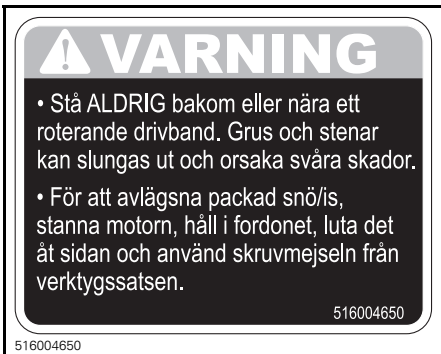 VARNING
• Stå ALDRIG bakom eller nära ett
roterande drivband. Grus och stenar
kan slungas ut och orsaka svåra skador.
• För att avlägsna packad snö/is,
stanna motorn, håll i fordonet, luta det
åt sidan och använd skruvmejseln från
verktygssatsen.
516004650
516004650